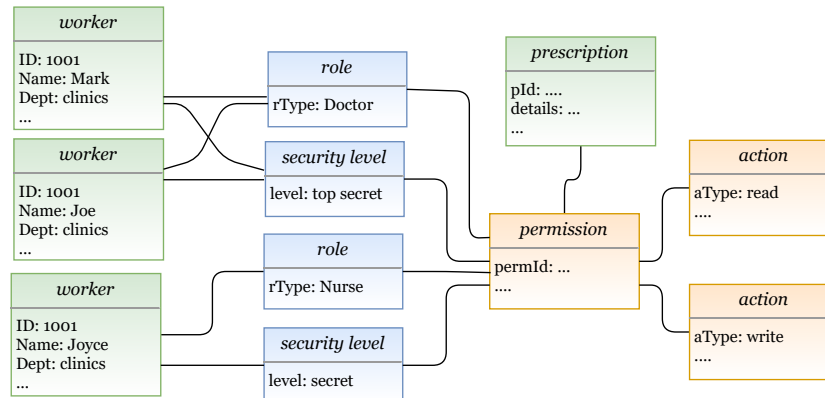 worker
ID: 1001
Name: Mark
Dept: clinics
...
worker
ID: 1001
Name: Joe
Dept: clinics
...
worker
ID: 1001
Name: Joyce
Dept: clinics
...
role
rType: Doctor
security level
level: top secret
role
rType: Nurse
security level
level: secret
prescription
pId: ....
details: ...
...
permission
permId: ...
....
action
aType: read
....
action
aType: write
....